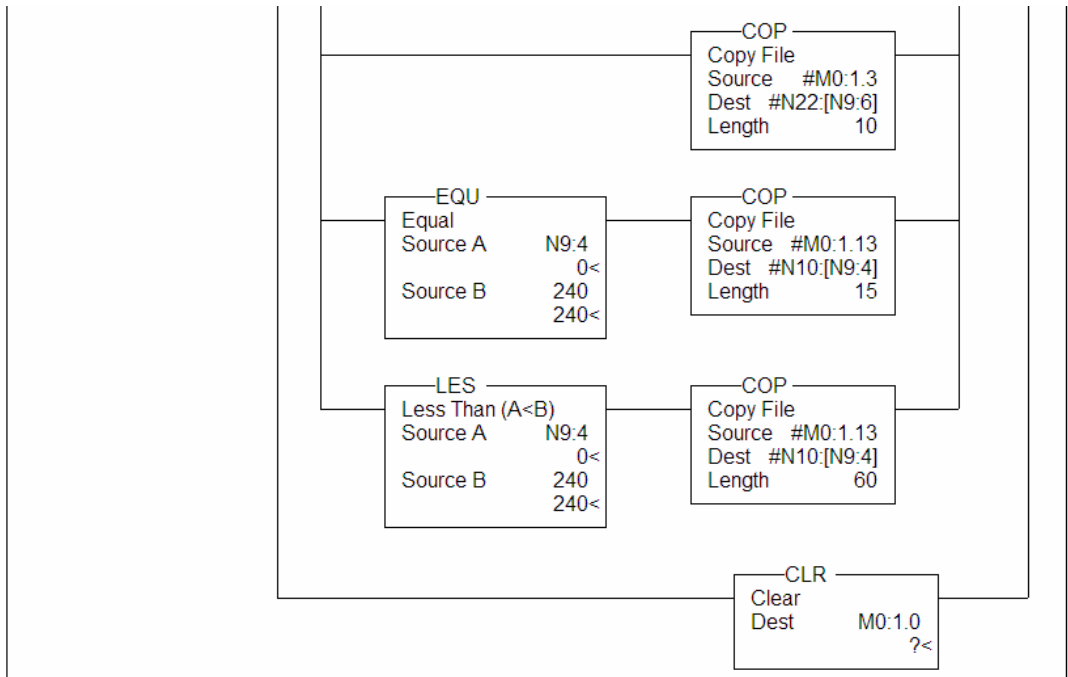 COP
Copy File
Source #M0:1.3
Dest #N22:[N9:6]
Length 10
EQU
Equal
Source A N9:4
0<
Source B 240
240<
COP
Copy File
Source #M0:1.13
Dest #N10:[N9:4]
Length 15
LES
Less Than (A<B)
Source A N9:4
0<
Source B 240
240<
COP
Copy File
Source #M0:1.13
Dest #N10:[N9:4]
Length 60
CLR
Clear
Dest M0:1.0
?<